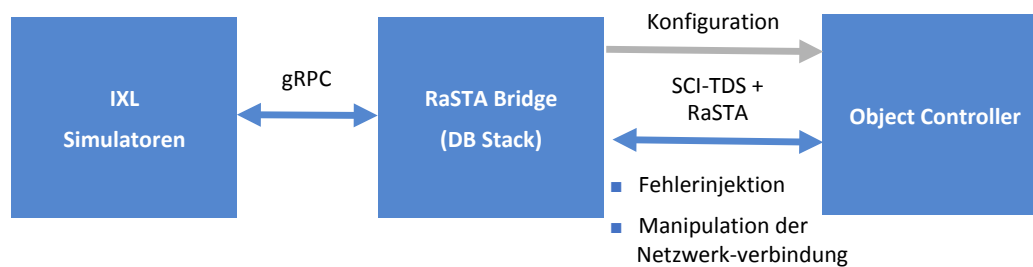 IXL
Simulatoren
gRPC
RaSTA Bridge
(DB Stack)
Konfiguration
SCI-TDS +
RaSTA
Fehlerinjektion
Manipulation der
Netzwerk-verbindung
Object Controller